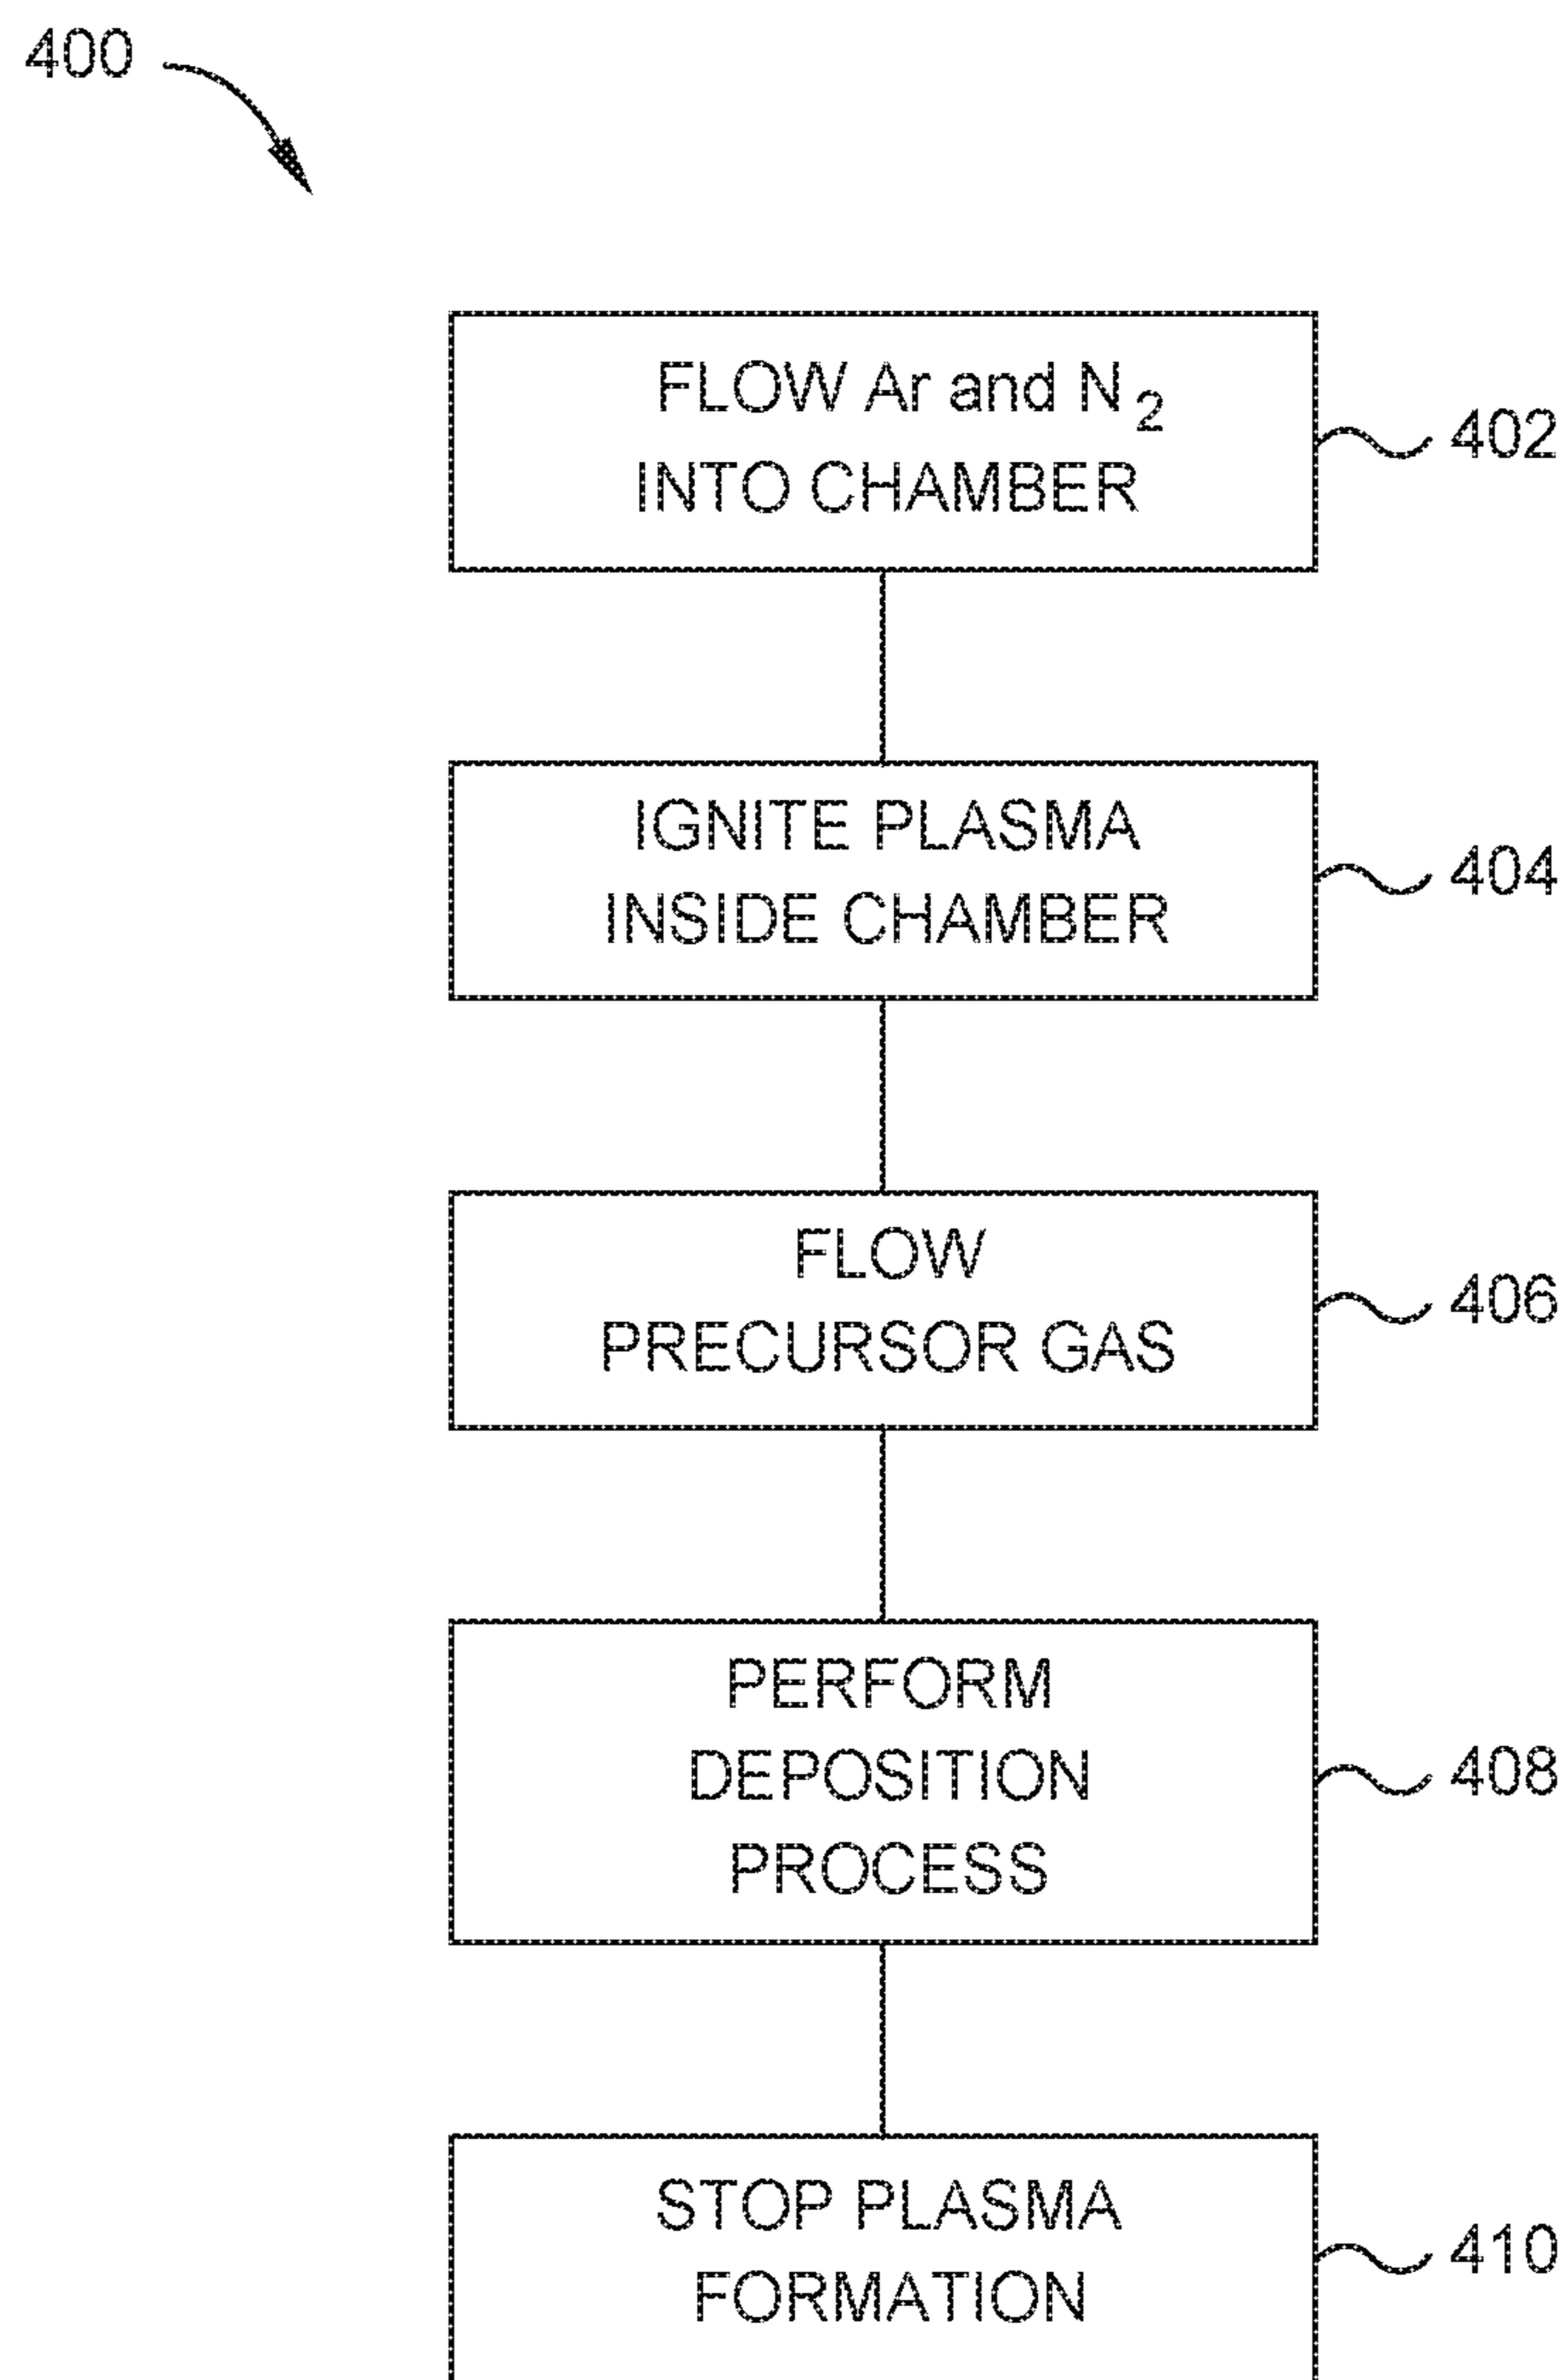 400
FLOW Ar and N2
INTO CHAMBER
402
IGNITE PLASMA
INSIDE CHAMBER
404
FLOW
PRECURSOR GAS
406
PERFORM
DEPOSITION
PROCESS
408
STOP PLASMA
FORMATION
410